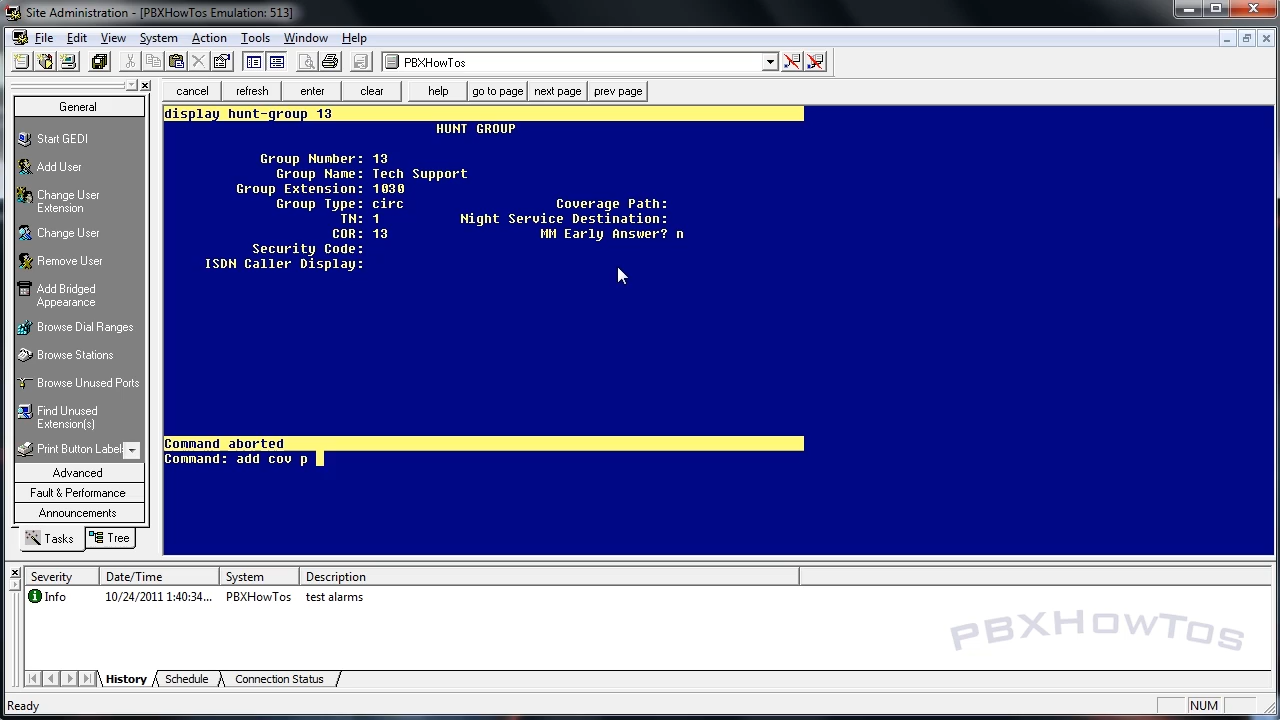 Site Administration - [PBXHowTos Emulation: 513]
File Edit View System Action Tools Window Help
PBXHowTos
cancel refresh enter clear help go to page next page prev page
General
Start GEDI
Add User
Change User
Extension
Change User
Remove User
Add Bridged
Appearance
Browse Dial Ranges
Browse Stations
Browse Unused Ports
Find Unused
Extension(s)
Print Button Labels
Advanced
Fault & Performance
Announcements
Tasks Tree
display hunt-group 13
HUNT GROUP
Group Number: 13
Group Name: Tech Support
Group Extension: 1030
Group Type: circ Coverage Path:
TN: 1 Night Service Destination:
COR: 13 MM Early Answer? n
Security Code:
ISDN Caller Display:
Command aborted
Command: add cov p
Severity Date/Time System Description
Info 10/24/2011 1:40:34... PBXHowTos test alarms
PBXHowTos
History Schedule Connection Status
Ready NUM